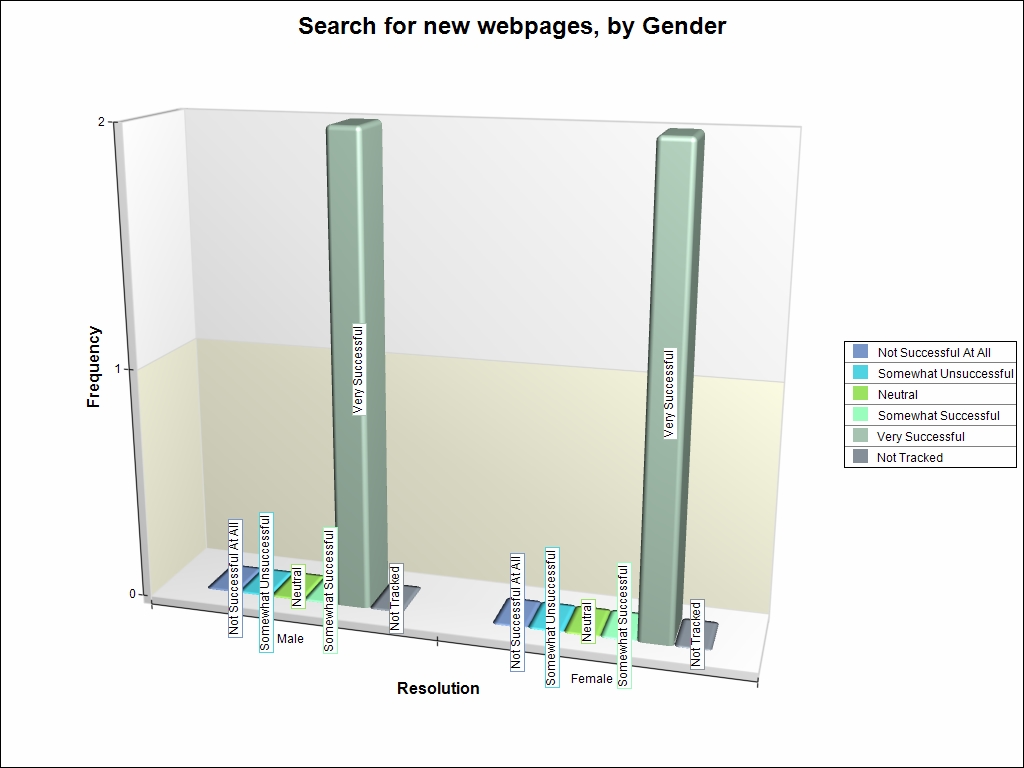 Search for new webpages, by Gender
2
1
0
Frequency
Very Successful
Very Successful
Not Successful At All
Somewhat Unsuccessful
Neutral
Somewhat Successful
Not Tracked
Not Successful At All
Somewhat Unsuccessful
Neutral
Somewhat Successful
Not Tracked
Male
Female
Resolution
Not Successful At All
Somewhat Unsuccessful
Neutral
Somewhat Successful
Very Successful
Not Tracked